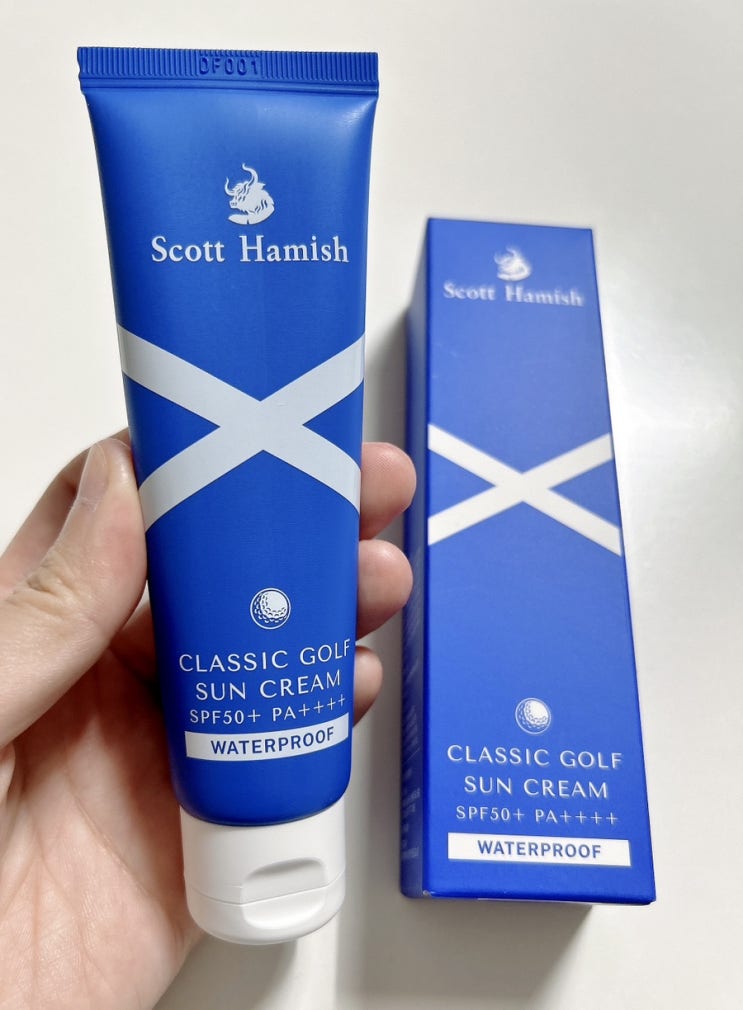 DF001
Scott Hamish
CLASSIC GOLF
SUN CREAM
SPF50+ PA++++
WATERPROOF
Scott Hamish
CLASSIC GOLF
SUN CREAM
SPF50+ PA++++
WATERPROOF